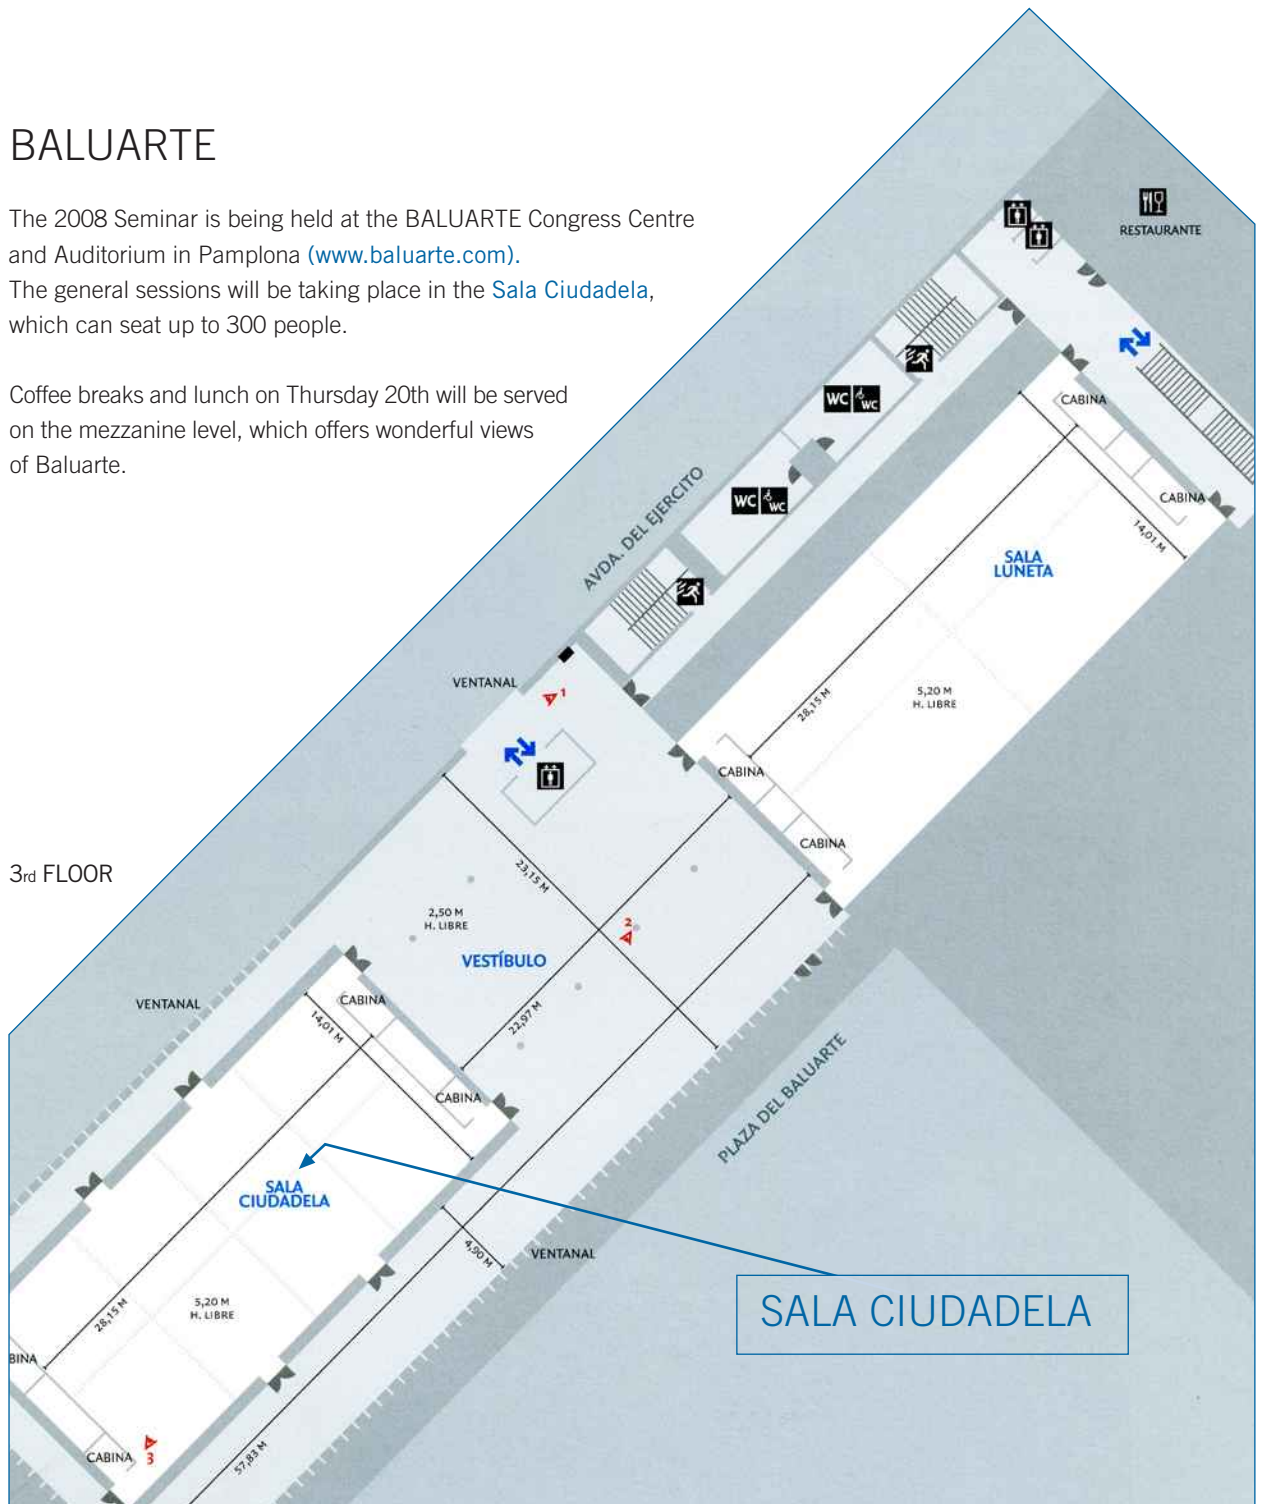 BALUARTE
The 2008 Seminar is being held at the BALUARTE Congress Centre
and Auditorium in Pamplona (www.baluarte.com).
The general sessions will be taking place in the Sala Ciudadela,
which can seat up to 300 people.
Coffee breaks and lunch on Thursday 20th will be served
on the mezzanine level, which offers wonderful views
of Baluarte.
RESTAURANTE
CABINA
WC WC
CABINA
WC WC
14,01 M
AVDA. DEL EJERCITO
SALA
LUNETA
VENTANAL
1
28,15 M
5,20 M
H. LIBRE
CABINA
CABINA
3rd FLOOR
23,15 M
2,50 M
H. LIBRE
2
VESTÍBULO
VENTANAL
CABINA
14,01 M
22,97 M
CABINA
PLAZA DEL BALUARTE
SALA
CIUDADELA
4,90 M
VENTANAL
28,15 M
5,20 M
H. LIBRE
SALA CIUDADELA
BINA
CABINA
3
57,83 M